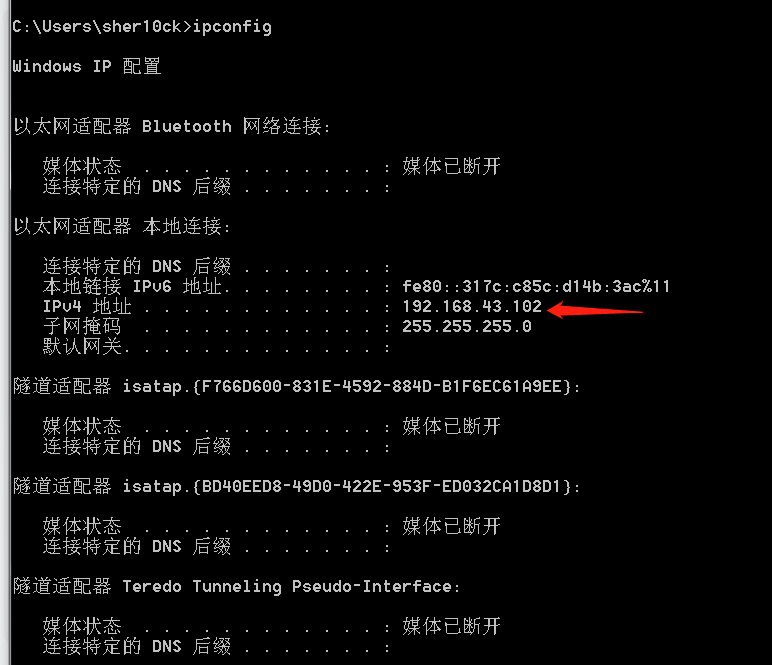 C:\Users\sher10ck>ipconfig
Windows IP 配置
以太网适配器 Bluetooth 网络连接:
媒体状态 . . . . . . . . . . . . : 媒体已断开
连接特定的 DNS 后缀 . . . . . . . :
以太网适配器 本地连接:
连接特定的 DNS 后缀 . . . . . . . :
本地链接 IPv6 地址. . . . . . . . : fe80::317c:c85c:d14b:3ac%11
IPv4 地址 . . . . . . . . . . . . : 192.168.43.102
子网掩码 . . . . . . . . . . . . : 255.255.255.0
默认网关. . . . . . . . . . . . . :
隧道适配器 isatap.{F766D600-831E-4592-884D-B1F6EC61A9EE}:
媒体状态 . . . . . . . . . . . . : 媒体已断开
连接特定的 DNS 后缀 . . . . . . . :
隧道适配器 isatap.{BD40EED8-49D0-422E-953F-ED032CA1D8D1}:
媒体状态 . . . . . . . . . . . . : 媒体已断开
连接特定的 DNS 后缀 . . . . . . . :
隧道适配器 Teredo Tunneling Pseudo-Interface:
媒体状态 . . . . . . . . . . . . : 媒体已断开
连接特定的 DNS 后缀 . . . . . . . :